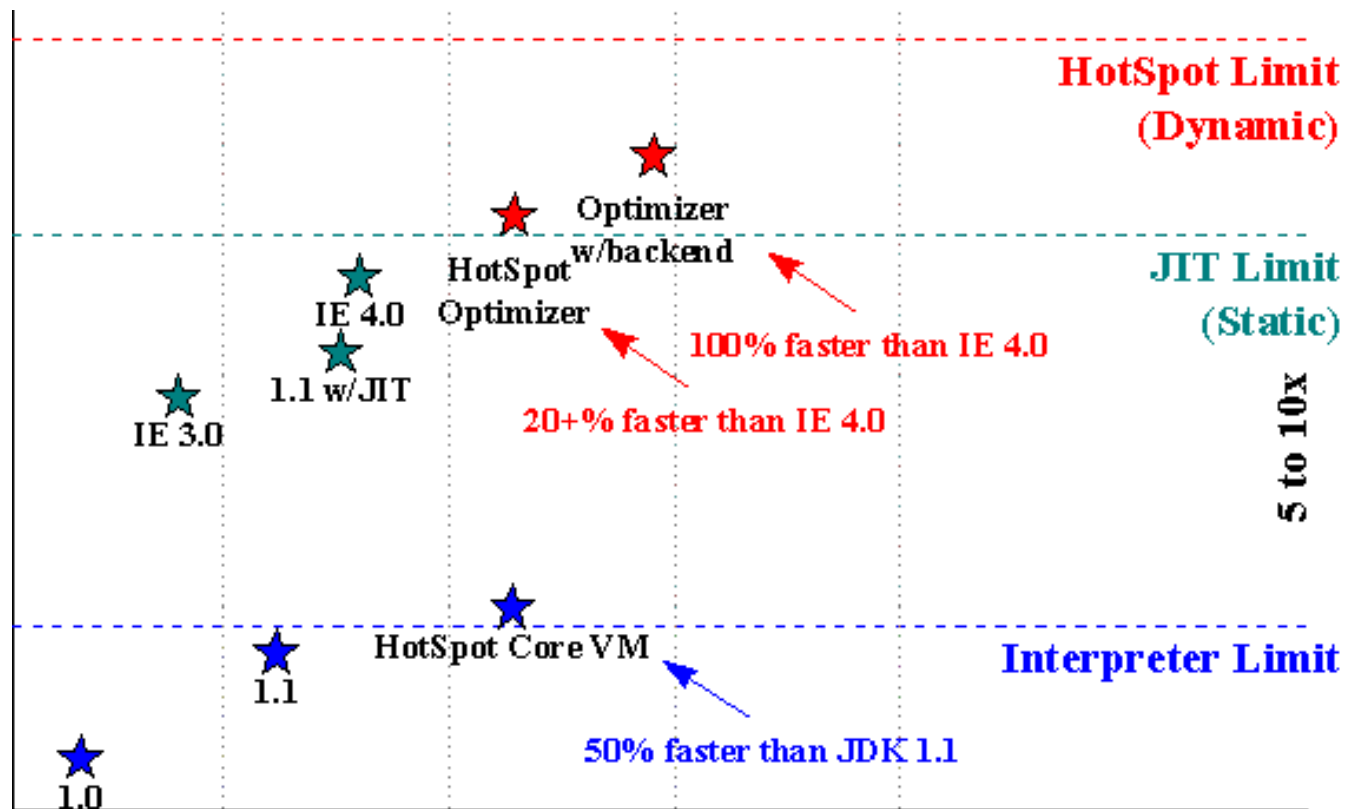 HotSpot Limit
(Dynamic)
Optimizer
w/backend
JIT Limit
(Static)
HotSpot
Optimizer
IE 4.0
100% faster than IE 4.0
1.1 w/JIT
20+% faster than IE 4.0
IE 3.0
5 to 10x
HotSpot Core VM
Interpreter Limit
1.1
50% faster than JDK 1.1
1.0